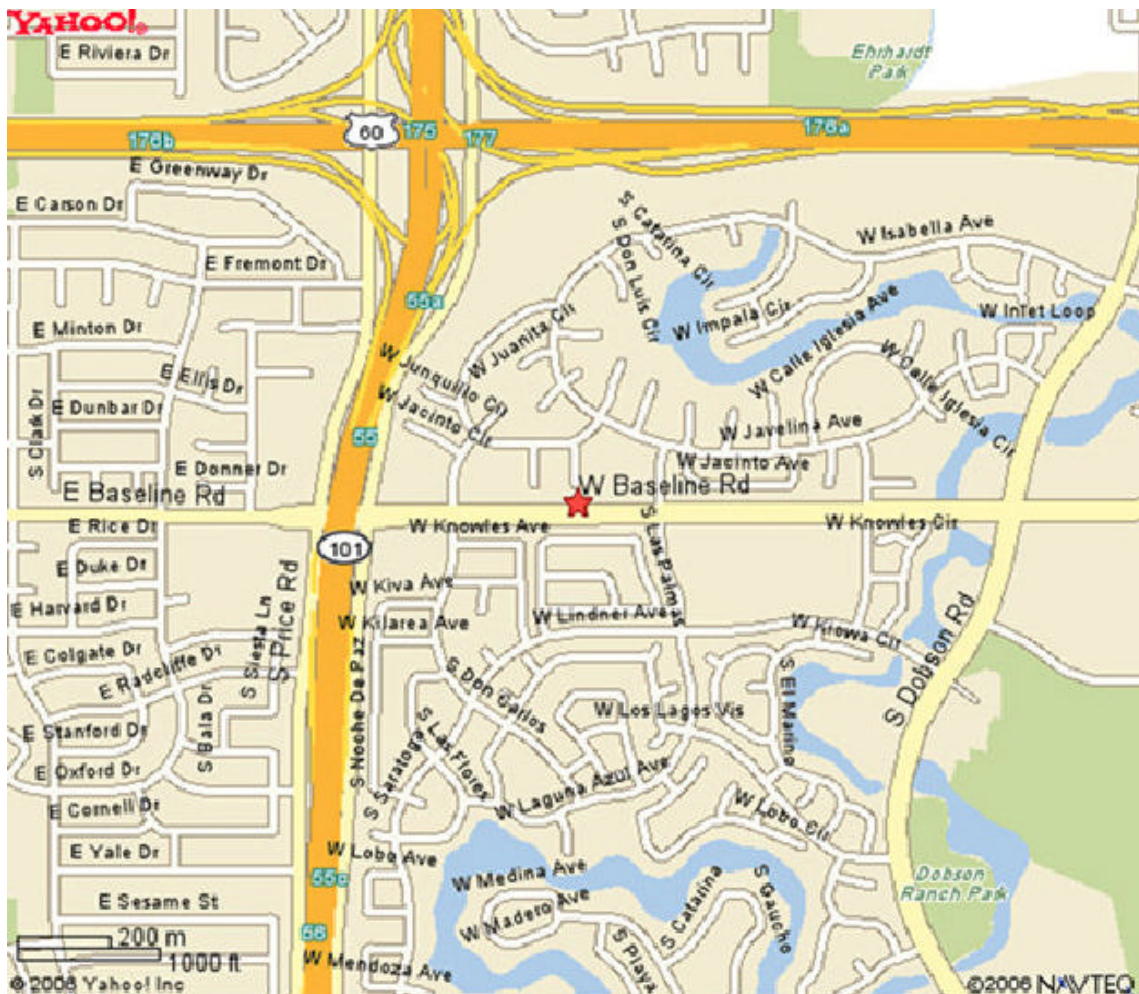 YAHOO!®
E Riviera Dr
Ehrhardt
Park
176b
60
175
177
176a
E Greenway Dr
E Carson Dr
S Catarina Cir
S Don Luis Cir
W Isabella Ave
E Fremont Dr
55a
E Minton Dr
W Juanita Cir
W Impala Cir
W Calle Iglesia Ave
W Inlet Loop
W Junquillo Cir
W Calle Iglesia Cir
E Ellis Dr
E Dunbar Dr
W Jacinto Cir
S Clark Dr
55
W Javelina Ave
E Donner Dr
W Jacinto Ave
E Baseline Rd
W Baseline Rd
E Rice Dr
W Knowles Ave
S Las Palmas
W Knowles Cir
101
E Duke Dr
W Kiva Ave
E Harvard Dr
S Siesta Ln
S Price Rd
W Kilarea Ave
W Lindner Ave
W Kiowa Cir
S Dobson Rd
E Colgate Dr
E Radcliffe Dr
S Noche De Paz
S Don Carlos
S El Marino
E Stanford Dr
S Bala Dr
W Los Lagos Vis
S Las Flores
S Saratoga
E Oxford Dr
W Laguna Azul Ave
E Cornell Dr
W Lobo Cir
E Yale Dr
W Lobo Ave
W Medina Ave
Dobson
Ranch Park
55c
E Sesame St
W Madero Ave
S Catarina
S Gaucho
56
S Playa
200 m
1000 ft
W Mendoza Ave
© 2006 Yahoo! Inc
©2006 NAVTEQ